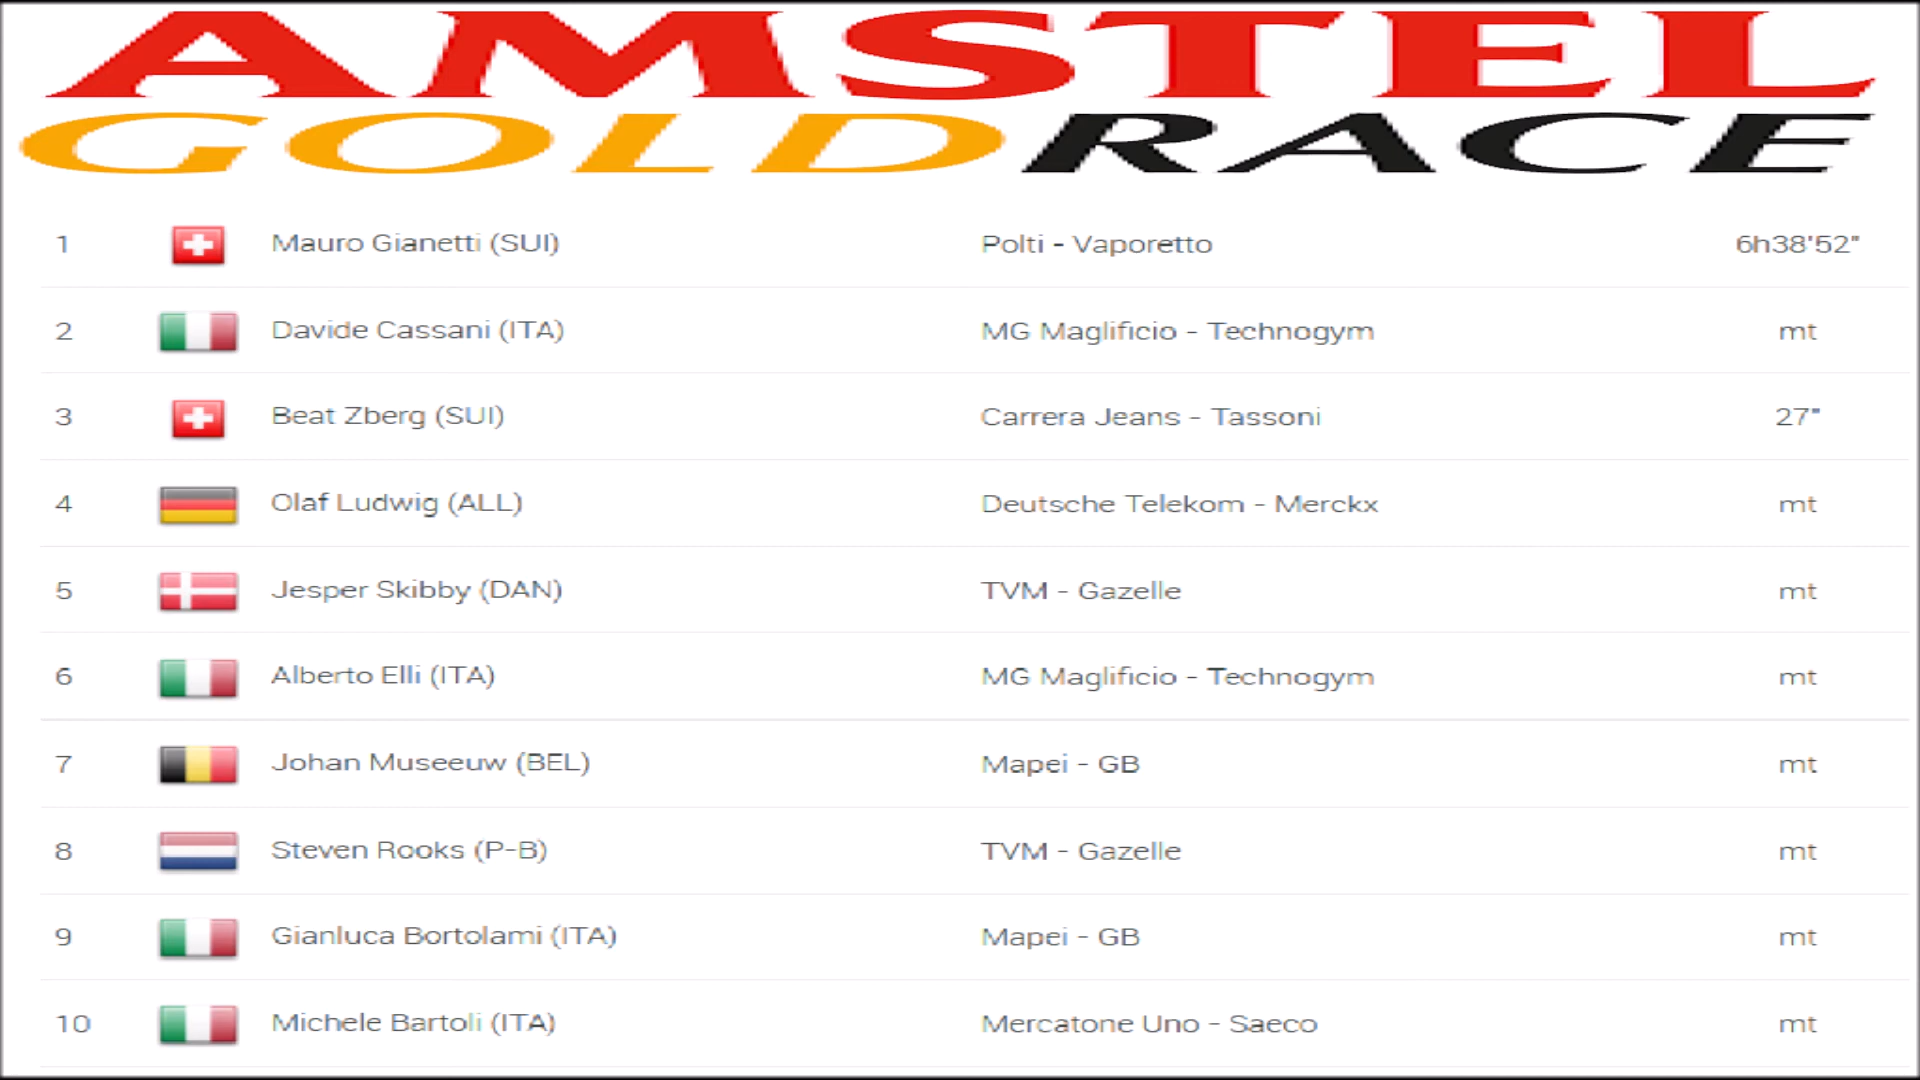 AMSTEL
GOLDRACE
1 Mauro Gianetti (SUI) Polti - Vaporetto 6h38'52"
2 Davide Cassani (ITA) MG Maglificio - Technogym mt
3 Beat Zberg (SUI) Carrera Jeans - Tassoni 27"
4 Olaf Ludwig (ALL) Deutsche Telekom - Merckx mt
5 Jesper Skibby (DAN) TVM - Gazelle mt
6 Alberto Elli (ITA) MG Maglificio - Technogym mt
7 Johan Museeuw (BEL) Mapei - GB mt
8 Steven Rooks (P-B) TVM - Gazelle mt
9 Gianluca Bortolami (ITA) Mapei - GB mt
10 Michele Bartoli (ITA) Mercatone Uno - Saeco mt